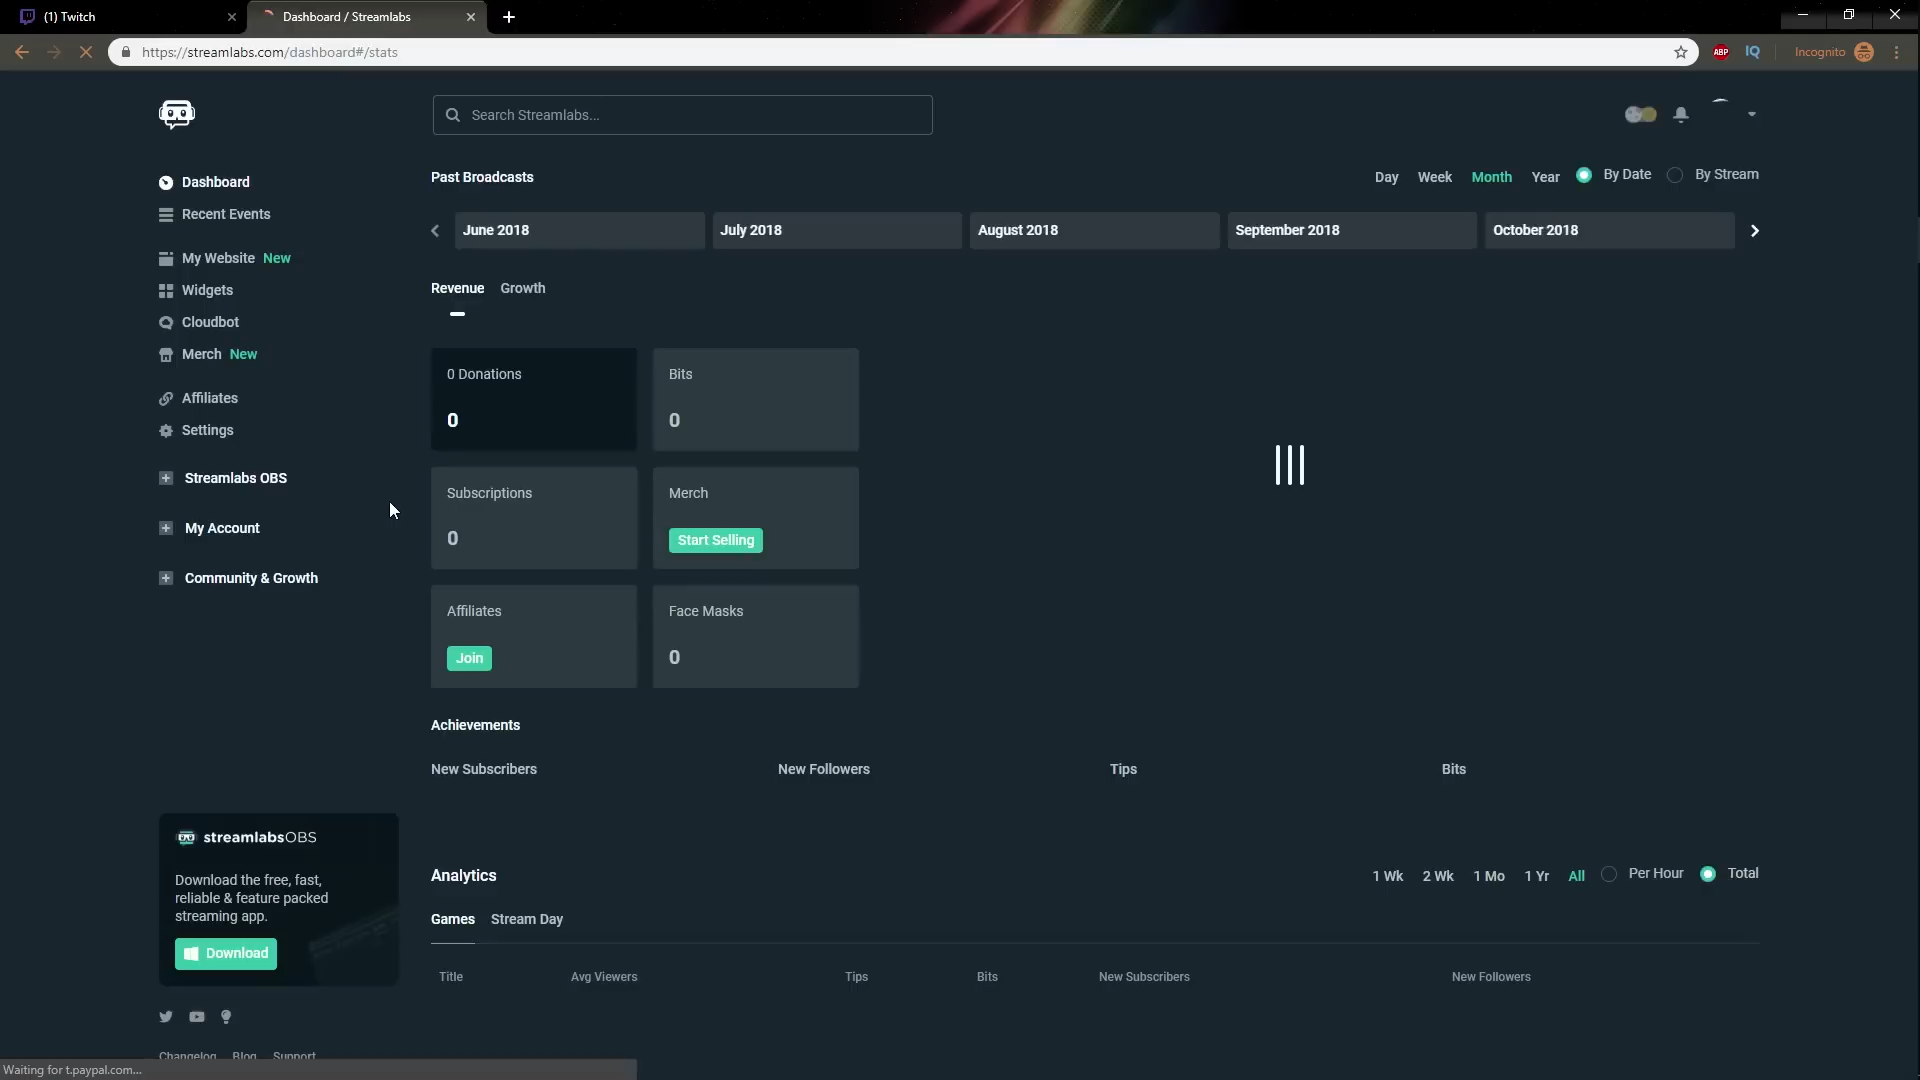 (1) Twitch
Dashboard / Streamlabs
https://streamlabs.com/dashboard#/stats
ABP
IQ
Incognito
Search Streamlabs...
Dashboard
Recent Events
My Website New
Widgets
Cloudbot
Merch New
Affiliates
Settings
Streamlabs OBS
My Account
Community & Growth
streamlabsOBS
Download the free, fast,
reliable & feature packed
streaming app.
Download
Changelog Blog Support
Past Broadcasts
Day Week Month Year By Date By Stream
June 2018 July 2018 August 2018 September 2018 October 2018
Revenue Growth
0 Donations
0
Bits
0
Subscriptions
0
Merch
Start Selling
Affiliates
Join
Face Masks
0
Achievements
New Subscribers New Followers Tips Bits
Analytics
1 Wk 2 Wk 1 Mo 1 Yr All Per Hour Total
Games Stream Day
Title Avg Viewers Tips Bits New Subscribers New Followers
Waiting for t.paypal.com...